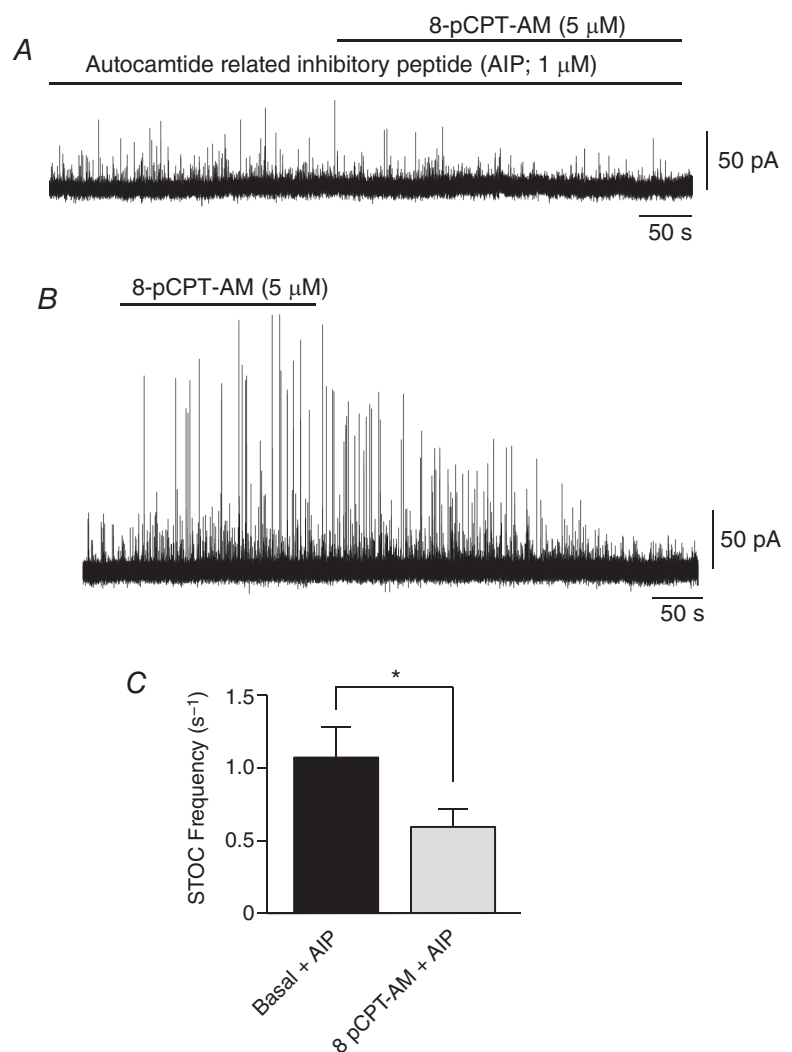 A
8-pCPT-AM (5 μM)
Autocamtide related inhibitory peptide (AIP; 1 μM)
50 pA
50 s
B
8-pCPT-AM (5 μM)
50 pA
50 s
C
STOC Frequency (s⁻¹)
1.5
*
1.0
0.5
0
Basal + AIP
8 pCPT-AM + AIP